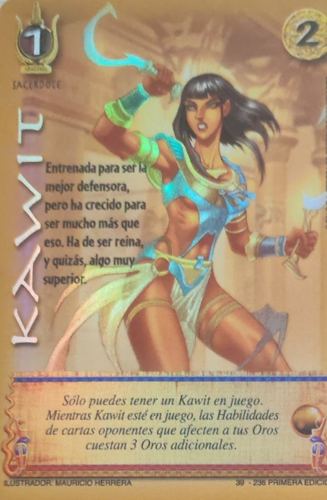 1
2
SACERDOTE
KAWIT
Entrenada para ser la
mejor defensora,
pero ha crecido para
ser mucho más que
eso. Ha de ser reina,
y quizás, algo muy
superior.
Sólo puedes tener un Kawit en juego.
Mientras Kawit esté en juego, las Habilidades
de cartas oponentes que afecten a tus Oros
cuestan 3 Oros adicionales.
ILUSTRADOR: MAURICIO HERRERA
39 - 236 PRIMERA EDICIÓ